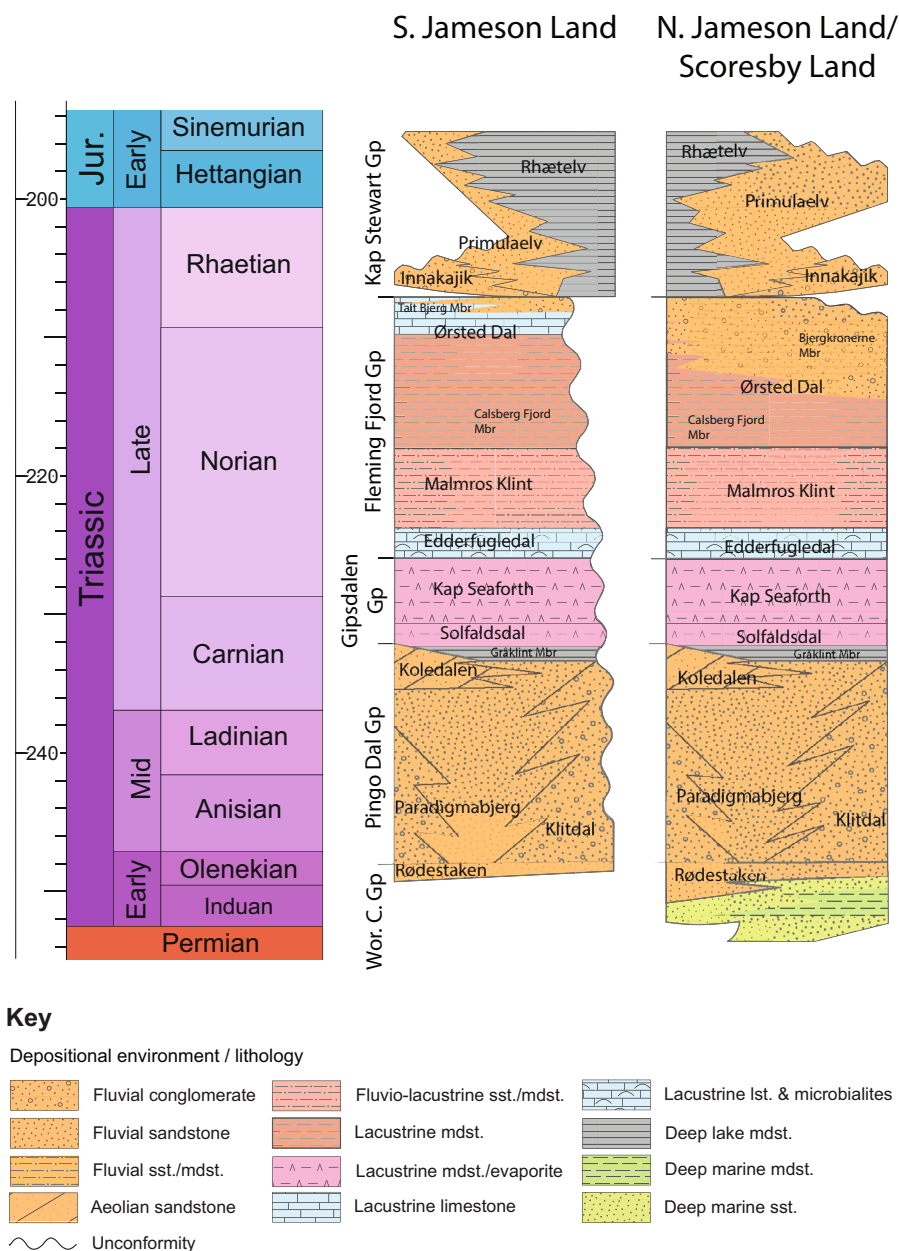 S. Jameson Land
N. Jameson Land/
Scoresby Land
Jur.
Early
Sinemurian
Hettangian
200
Triassic
Late
Rhaetian
Norian
220
Carnian
Mid
Ladinian
240
Anisian
Early
Olenekian
Induan
Permian
Kap Stewart Gp
Fleming Fjord Gp
Gipsdalen
Gp
Pingo Dal Gp
Wor. C. Gp
Rhætelv
Primulaelv
Innakajik
Tait Bjerg Mbr
Ørsted Dal
Calsberg Fjord
Mbr
Malmros Klint
Edderfugledal
Kap Seaforth
Solfaldsdal
Gråklint Mbr
Koledalen
Paradigmabjerg
Klitdal
Rødestaken
Rhætelv
Primulaelv
Innakajik
Bjergkronerne
Mbr
Ørsted Dal
Calsberg Fjord
Mbr
Malmros Klint
Edderfugledal
Kap Seaforth
Solfaldsdal
Gråklint Mbr
Koledalen
Paradigmabjerg
Klitdal
Rødestaken
Key
Depositional environment / lithology
Fluvial conglomerate
Fluvial sandstone
Fluvial sst./mdst.
Aeolian sandstone
Unconformity
Fluvio-lacustrine sst./mdst.
Lacustrine mdst.
Lacustrine mdst./evaporite
Lacustrine limestone
Lacustrine lst. & microbialites
Deep lake mdst.
Deep marine mdst.
Deep marine sst.